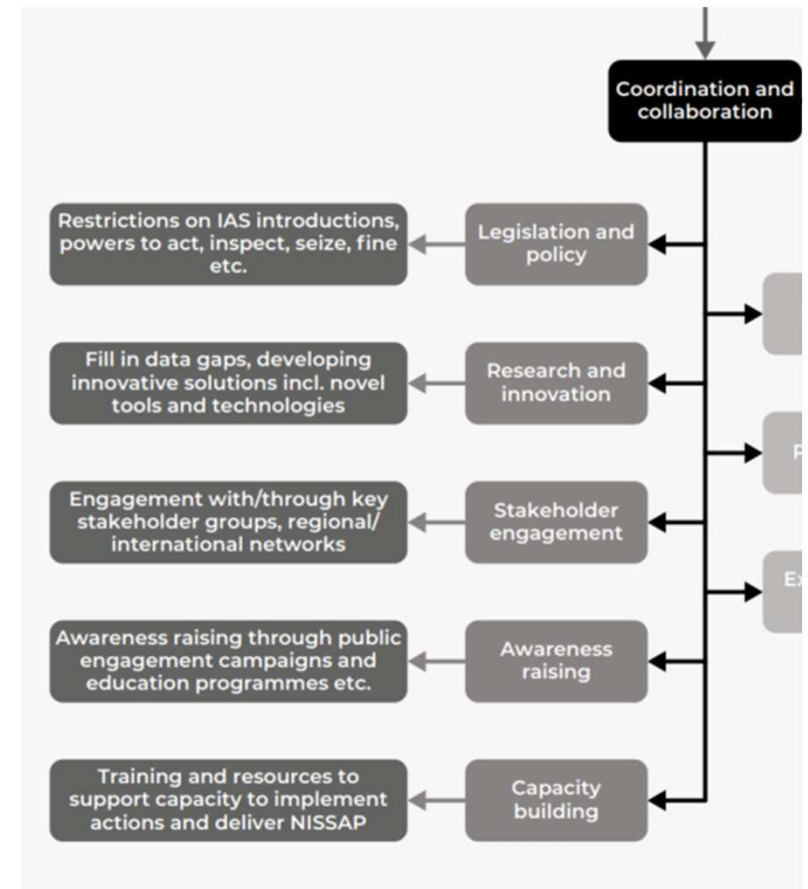 Coordination and
collaboration
Restrictions on IAS introductions,
powers to act, inspect, seize, fine
etc.
Legislation and
policy
Fill in data gaps, developing
innovative solutions incl. novel
tools and technologies
Research and
innovation
Engagement with/through key
stakeholder groups, regional/
international networks
Stakeholder
engagement
Awareness raising through public
engagement campaigns and
education programmes etc.
Awareness
raising
Training and resources to
support capacity to implement
actions and deliver NISSAP
Capacity
building